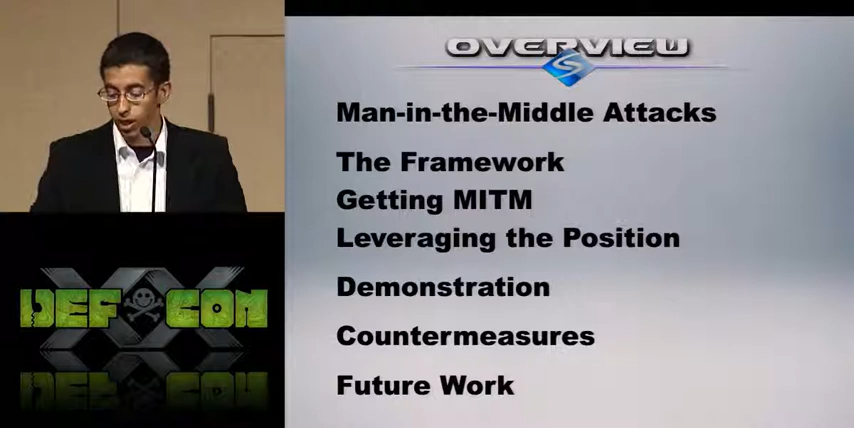 OVERVIEW
Man-in-the-Middle Attacks
The Framework
Getting MITM
Leveraging the Position
Demonstration
Countermeasures
Future Work
DEF CON
XX